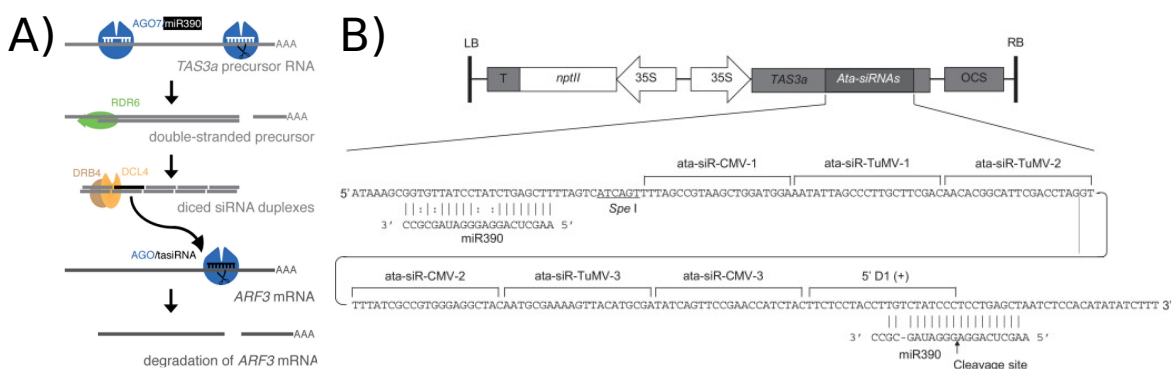 A)
AGO7/miR390
AAA
TAS3a precursor RNA
RDR6
double-stranded precursor
DRB4
DCL4
diced siRNA duplexes
AGO/tasiRNA
AAA
ARF3 mRNA
AAA
degradation of ARF3 mRNA
B)
LB
RB
T
nptII
35S
35S
TAS3a
Ata-siRNAs
OCS
ata-siR-CMV-1
ata-siR-TuMV-1
ata-siR-TuMV-2
5' ATAAAGCGGTGTTATCCTATCTGAGCTTTTAGTCATCAGTTTTAGCCGTAAGCTGGATGGAAATATTAGCCCTTGCTTCGACAACACGGCATTCGACCTAGGT
Spe I
3' CCGCGAUAGGGAGGACUCGAA 5'
miR390
ata-siR-CMV-2
ata-siR-TuMV-3
ata-siR-CMV-3
5' D1 (+)
TTTATCGCCGTGGGAGGCTACAATGCGAAAAGTTACATGCGATATCAGTTCCGAACCATCTACTTCTCCTACCTTGTCTATCCCTCCTGAGCTAATCTCCACATATATCTTT 3'
3' CCGC-GAUAGGGAGGACUCGAA 5'
miR390
Cleavage site